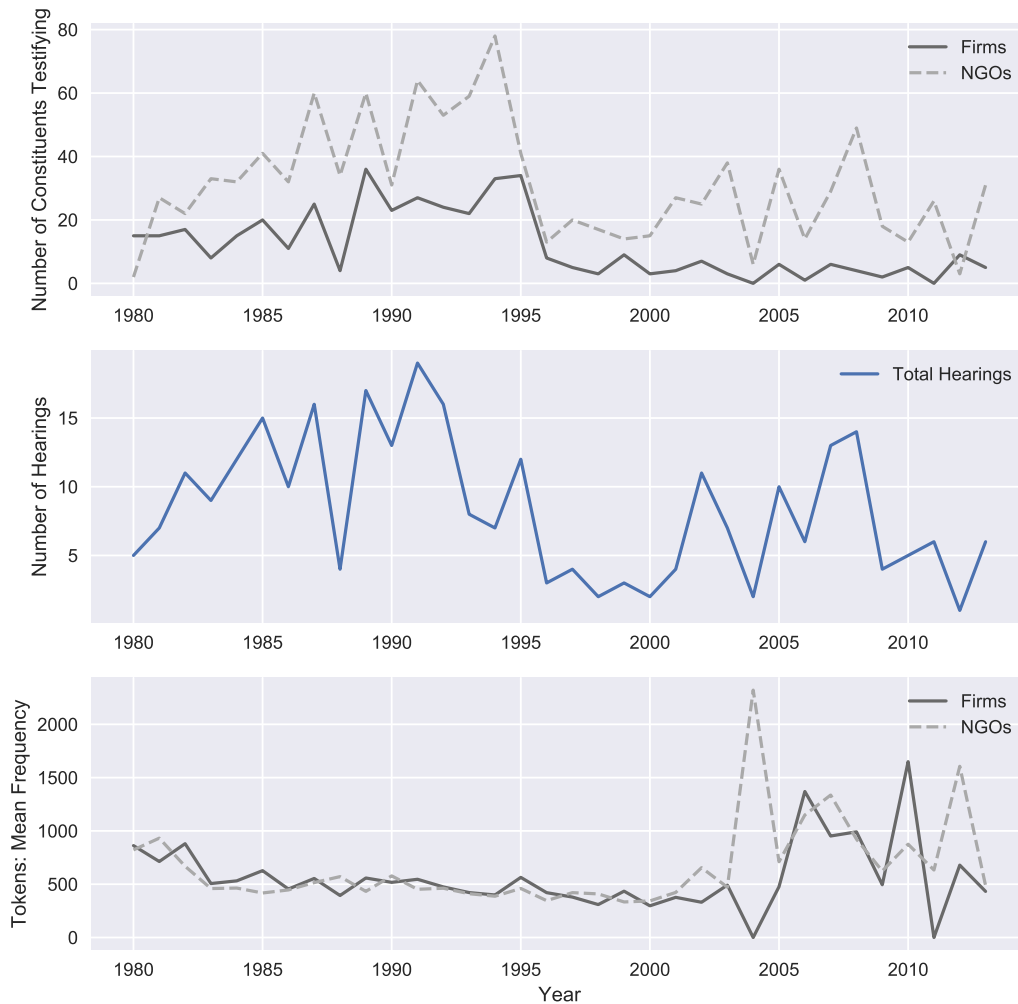 Number of Constituents Testifying
80
60
40
20
0
Firms
NGOs
1980 1985 1990 1995 2000 2005 2010
Number of Hearings
15
10
5
Total Hearings
1980 1985 1990 1995 2000 2005 2010
Tokens: Mean Frequency
2000
1500
1000
500
0
Firms
NGOs
1980 1985 1990 1995 2000 2005 2010
Year